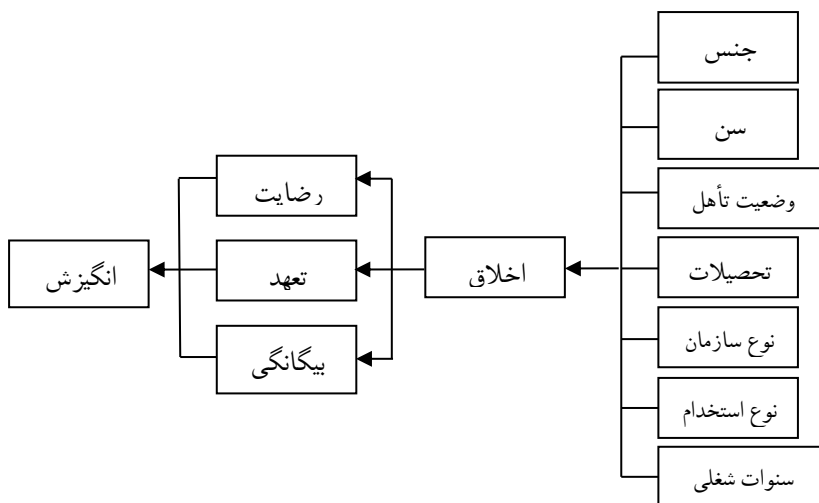 جنس
سن
وضعیت تأهل
تحصیلات
نوع سازمان
نوع استخدام
سنوات شغلی
اخلاق
رضایت
تعهد
بیگانگی
انگیزش